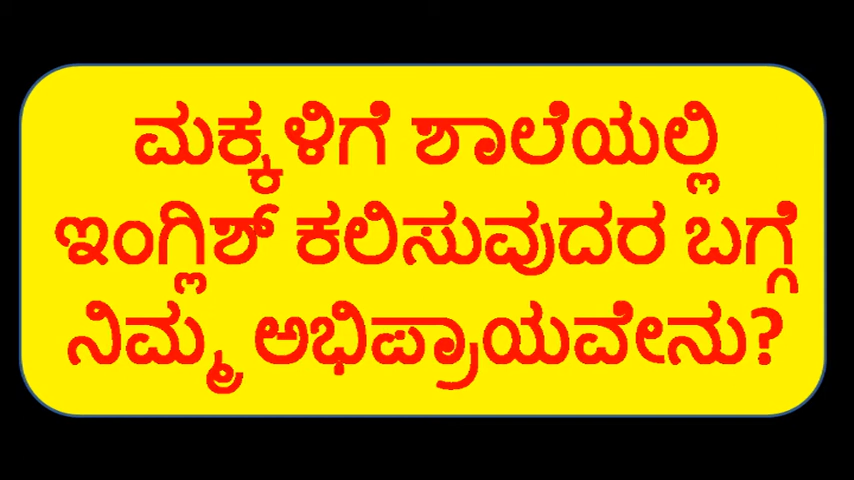 ಮಕ್ಕಳಿಗೆ ಶಾಲೆಯಲ್ಲಿ
ಇಂಗ್ಲಿಶ್ ಕಲಿಸುವುದರ ಬಗ್ಗೆ
ನಿಮ್ಮ ಅಭಿಪ್ರಾಯವೇನು?